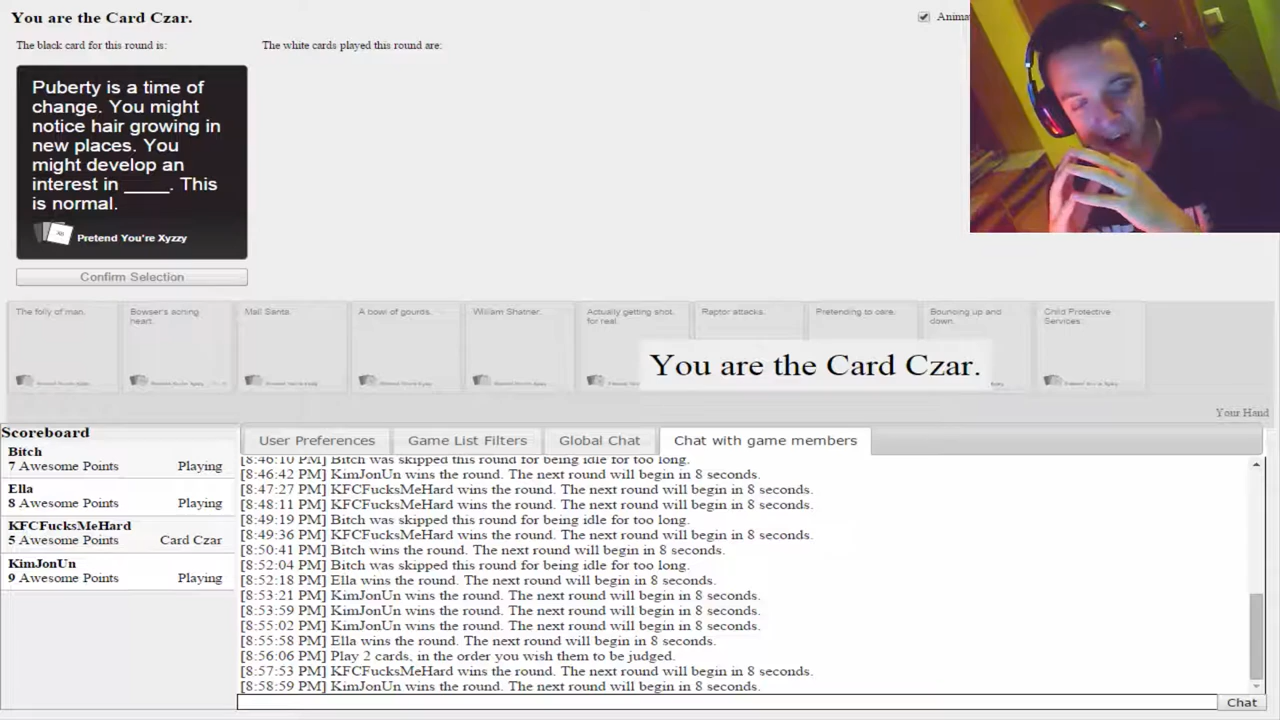 You are the Card Czar.
Anima
The black card for this round is:
The white cards played this round are:
Puberty is a time of
change. You might
notice hair growing in
new places. You
might develop an
interest in ____. This
is normal.
Pretend You're Xyzzy
Confirm Selection
The folly of man.
Bowser's aching
heart.
Mall Santa.
A bowl of gourds.
William Shatner.
Actually getting shot,
for real.
Raptor attacks.
Pretending to care.
Bouncing up and
down.
Child Protective
Services.
You are the Card Czar.
Your Hand
Scoreboard
Bitch
7 Awesome Points Playing
Ella
8 Awesome Points Playing
KFCFucksMeHard
5 Awesome Points Card Czar
KimJonUn
9 Awesome Points Playing
User Preferences
Game List Filters
Global Chat
Chat with game members
[8:46:10 PM] Bitch was skipped this round for being idle for too long.
[8:46:42 PM] KimJonUn wins the round. The next round will begin in 8 seconds.
[8:47:27 PM] KFCFucksMeHard wins the round. The next round will begin in 8 seconds.
[8:48:11 PM] KFCFucksMeHard wins the round. The next round will begin in 8 seconds.
[8:49:19 PM] Bitch was skipped this round for being idle for too long.
[8:49:36 PM] KFCFucksMeHard wins the round. The next round will begin in 8 seconds.
[8:50:41 PM] Bitch wins the round. The next round will begin in 8 seconds.
[8:52:04 PM] Bitch was skipped this round for being idle for too long.
[8:52:18 PM] Ella wins the round. The next round will begin in 8 seconds.
[8:53:21 PM] KimJonUn wins the round. The next round will begin in 8 seconds.
[8:53:59 PM] KimJonUn wins the round. The next round will begin in 8 seconds.
[8:55:02 PM] KimJonUn wins the round. The next round will begin in 8 seconds.
[8:55:58 PM] Ella wins the round. The next round will begin in 8 seconds.
[8:56:06 PM] Play 2 cards, in the order you wish them to be judged.
[8:57:53 PM] KFCFucksMeHard wins the round. The next round will begin in 8 seconds.
[8:58:59 PM] KimJonUn wins the round. The next round will begin in 8 seconds.
Chat